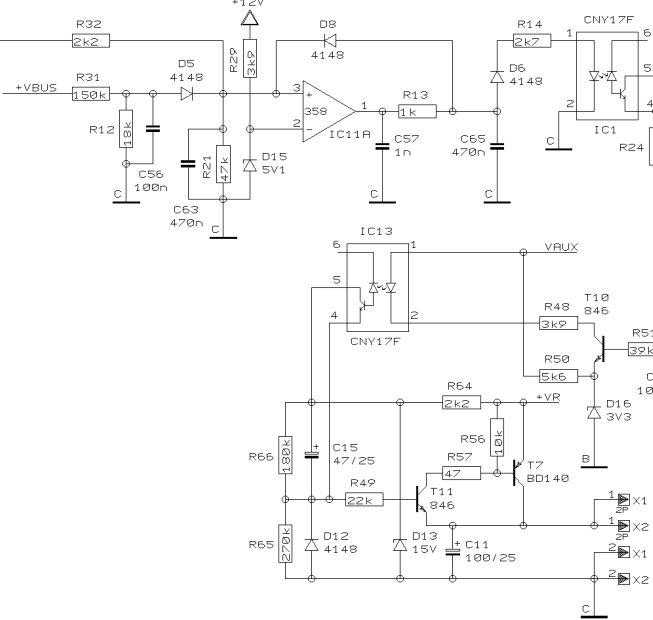 +12V
R32
2k2
D8
4148
R14
2k7
CNY17F
1
6
R29
3k9
D5
4148
D6
4148
5
+VBUS
R31
150k
3
+
358
1
R13
1k
2
4
R12
18k
2
-
IC11A
C
IC1
R24
R21
47k
D15
5V1
C57
1n
C65
470n
C56
100n
C
C63
470n
C
C
C
IC13
6
1
VAUX
5
T10
846
4
2
R48
3k9
R51
39k
CNY17F
R50
5k6
C
10
R64
2k2
+VR
D16
3V3
R66
180k
+
C15
47/25
R56
10k
B
R57
47
T7
BD140
R49
22k
T11
846
1
X1
2P
R65
270k
D12
4148
D13
15V
+
C11
100/25
1
X2
2P
2
X1
2
X2
C